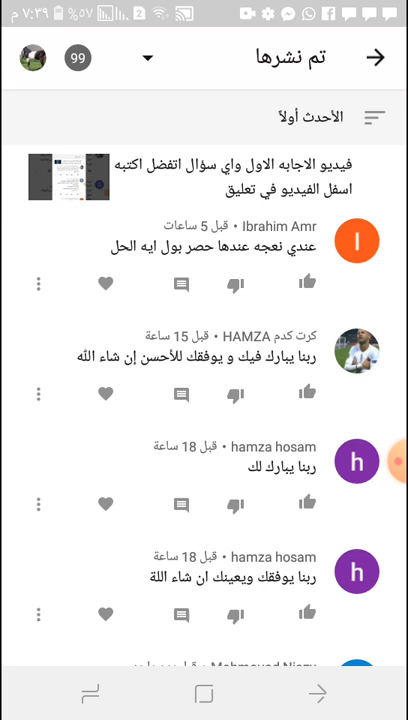 ٧:٣٩ م
٥٧%
2
تم نشرها
99
الأحدث أولاً
فيديو الاجابه الاول واي سؤال اتفضل اكتبه
اسفل الفيديو في تعليق
Ibrahim Amr • قبل 5 ساعات
عندي نعجه عندها حصر بول ايه الحل
كرت كدم HAMZA • قبل 15 ساعة
ربنا يبارك فيك و يوفقك للأحسن إن شاء الله
hamza hosam • قبل 18 ساعة
ربنا يبارك لك
hamza hosam • قبل 18 ساعة
ربنا يوفقك ويعينك ان شاء اللة